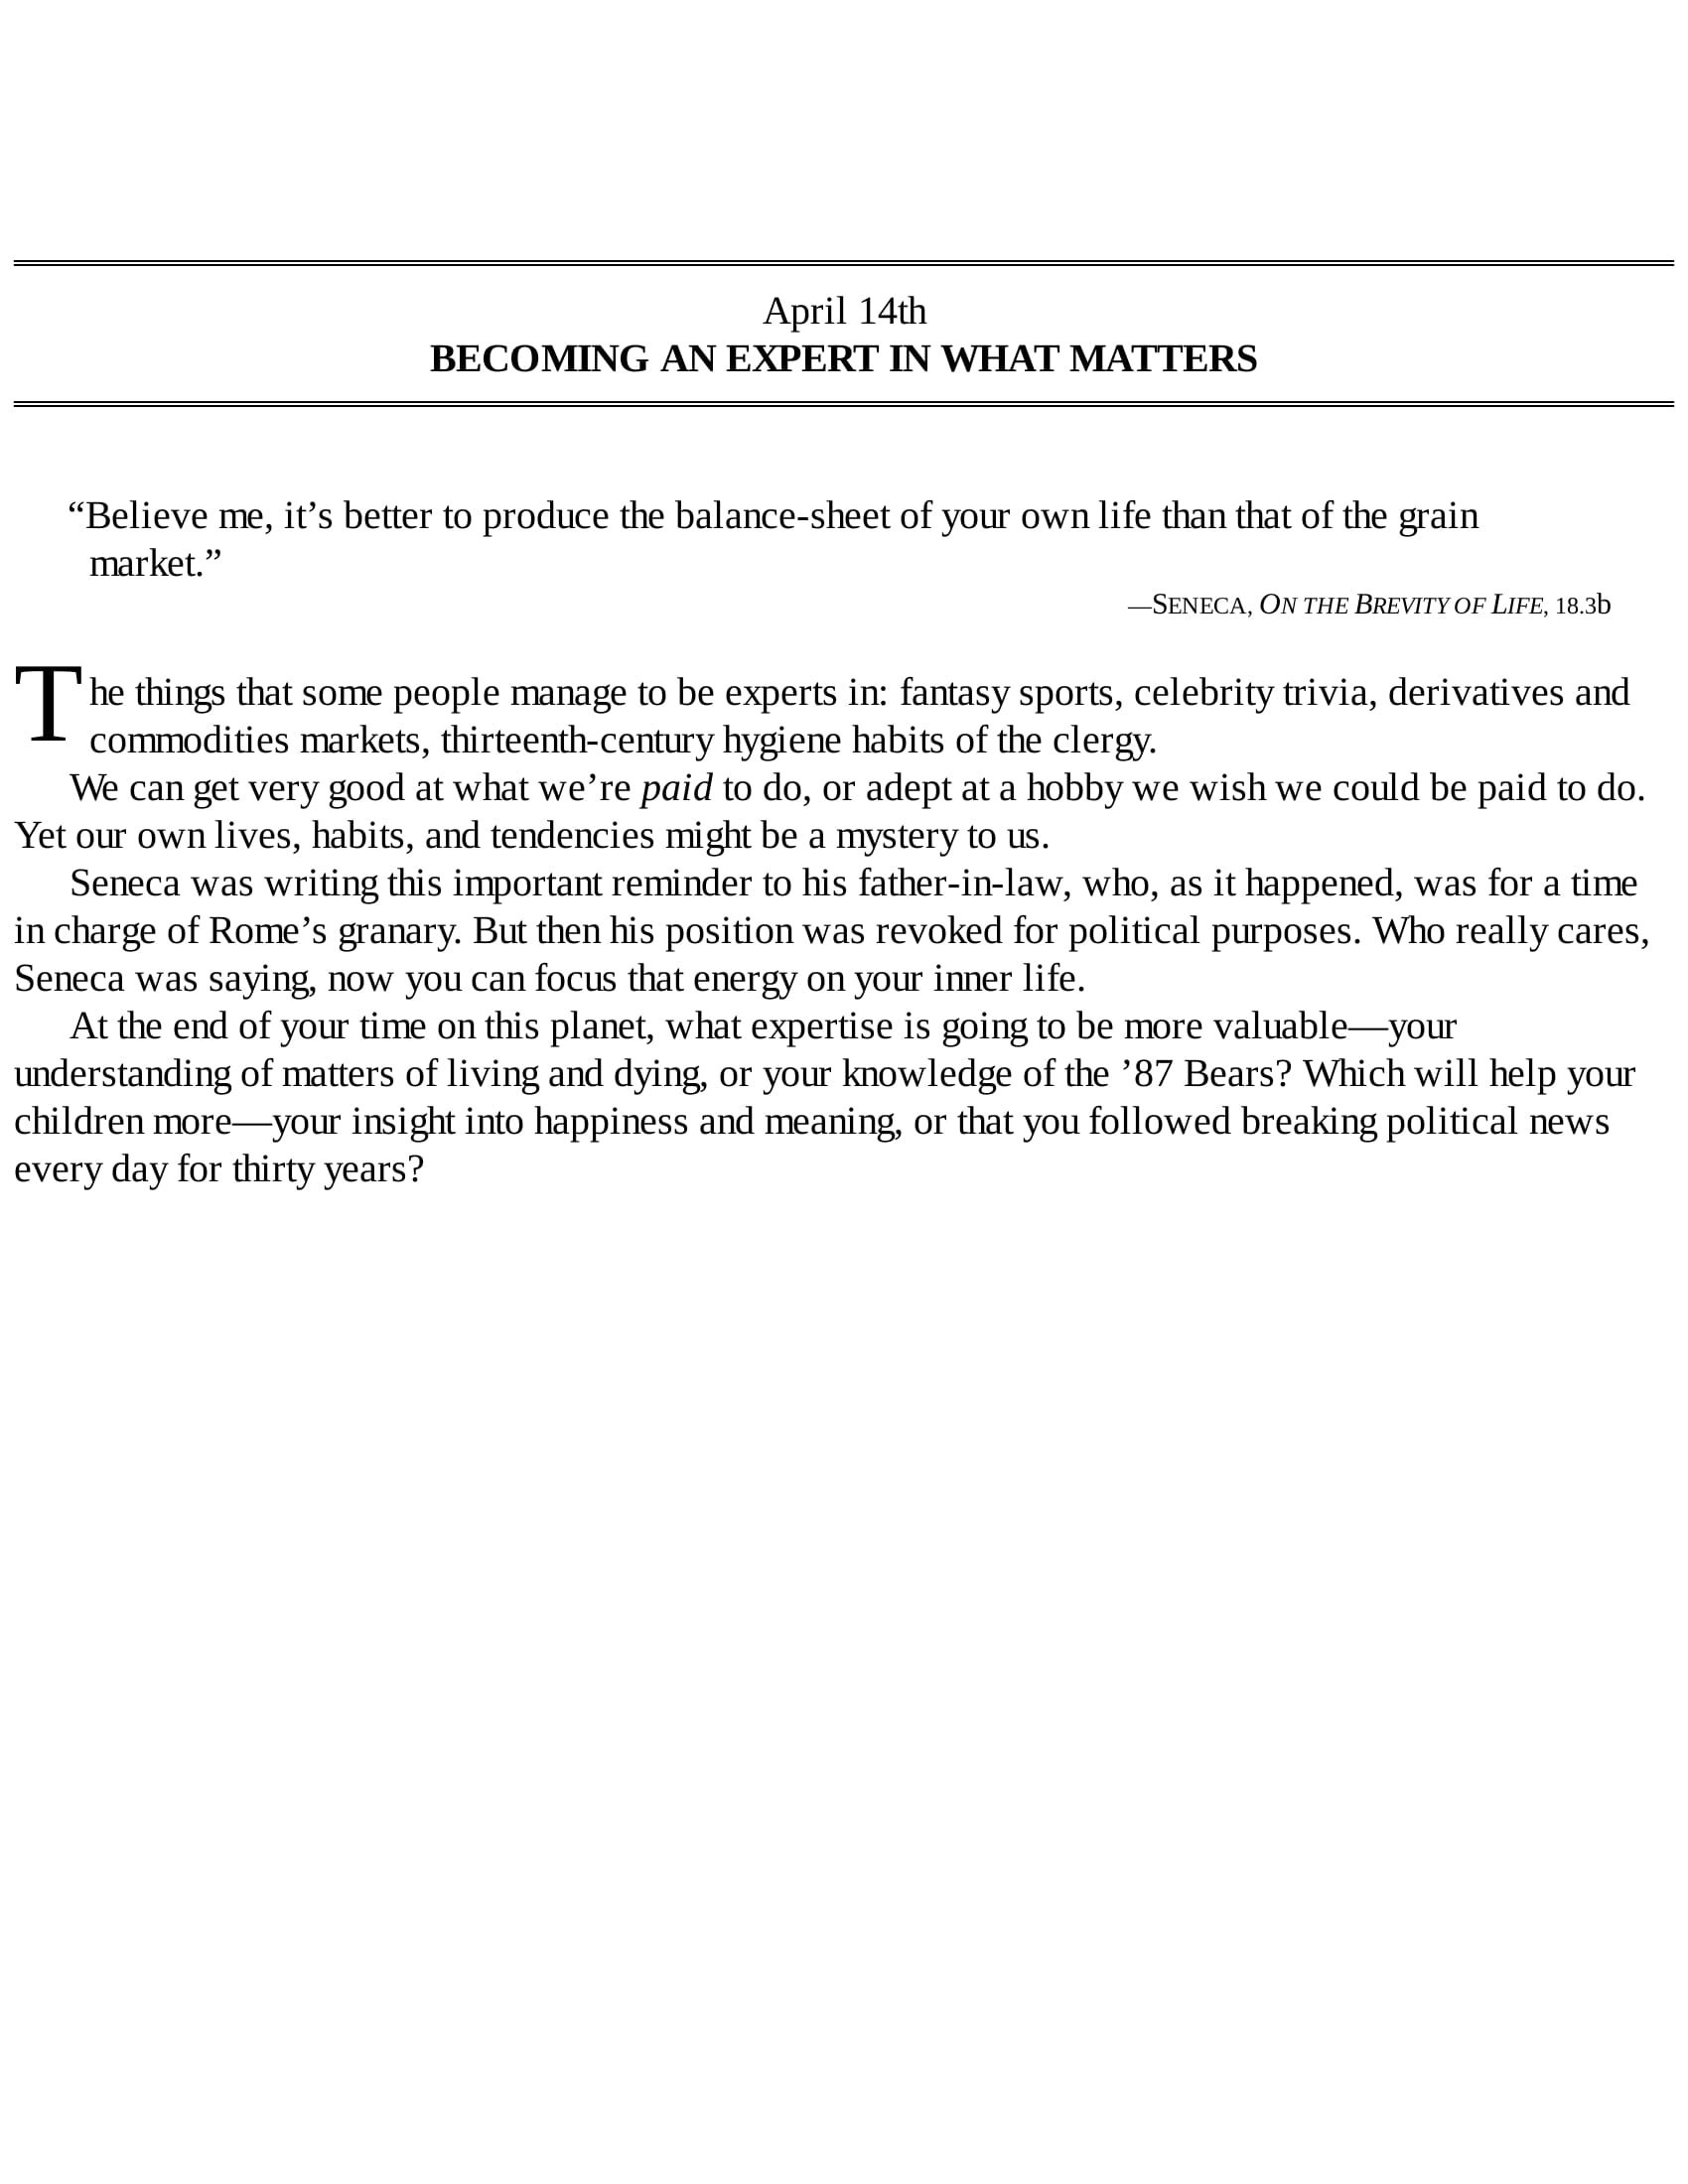 April 14th
BECOMING AN EXPERT IN WHAT MATTERS
“Believe me, it’s better to produce the balance-sheet of your own life than that of the grain
market.”
—SENECA, ON THE BREVITY OF LIFE, 18.3b
The things that some people manage to be experts in: fantasy sports, celebrity trivia, derivatives and
commodities markets, thirteenth-century hygiene habits of the clergy.
We can get very good at what we’re paid to do, or adept at a hobby we wish we could be paid to do.
Yet our own lives, habits, and tendencies might be a mystery to us.
Seneca was writing this important reminder to his father-in-law, who, as it happened, was for a time
in charge of Rome’s granary. But then his position was revoked for political purposes. Who really cares,
Seneca was saying, now you can focus that energy on your inner life.
At the end of your time on this planet, what expertise is going to be more valuable—your
understanding of matters of living and dying, or your knowledge of the ’87 Bears? Which will help your
children more—your insight into happiness and meaning, or that you followed breaking political news
every day for thirty years?